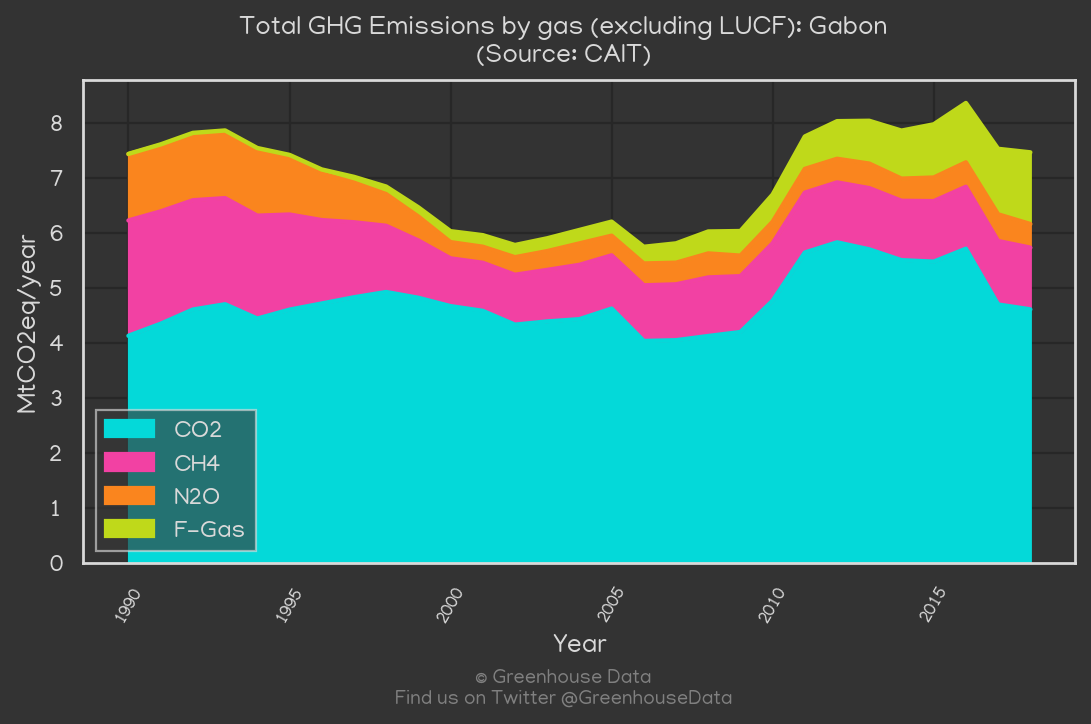 Total GHG Emissions by gas (excluding LUCF): Gabon
(Source: CAIT)
MtCO2eq/year
8
7
6
5
4
3
2
1
0
CO2
CH4
N2O
F-Gas
1990
1995
2000
2005
2010
2015
Year
© Greenhouse Data
Find us on Twitter @GreenhouseData